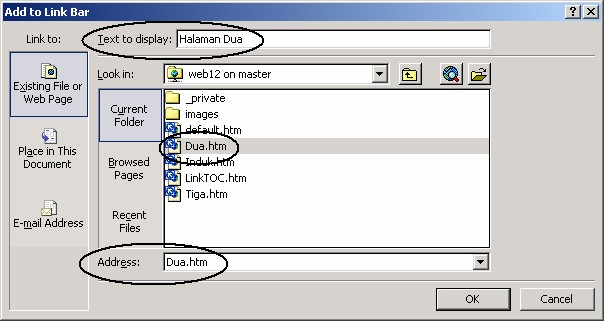 Add to Link Bar
Link to:
Text to display: Halaman Dua
Existing File or
Web Page
Place in This
Document
E-mail Address
Look in: web12 on master
Current
Folder
Browsed
Pages
Recent
Files
_private
images
default.htm
Dua.htm
Induk.htm
LinkTOC.htm
Tiga.htm
Address: Dua.htm
OK Cancel